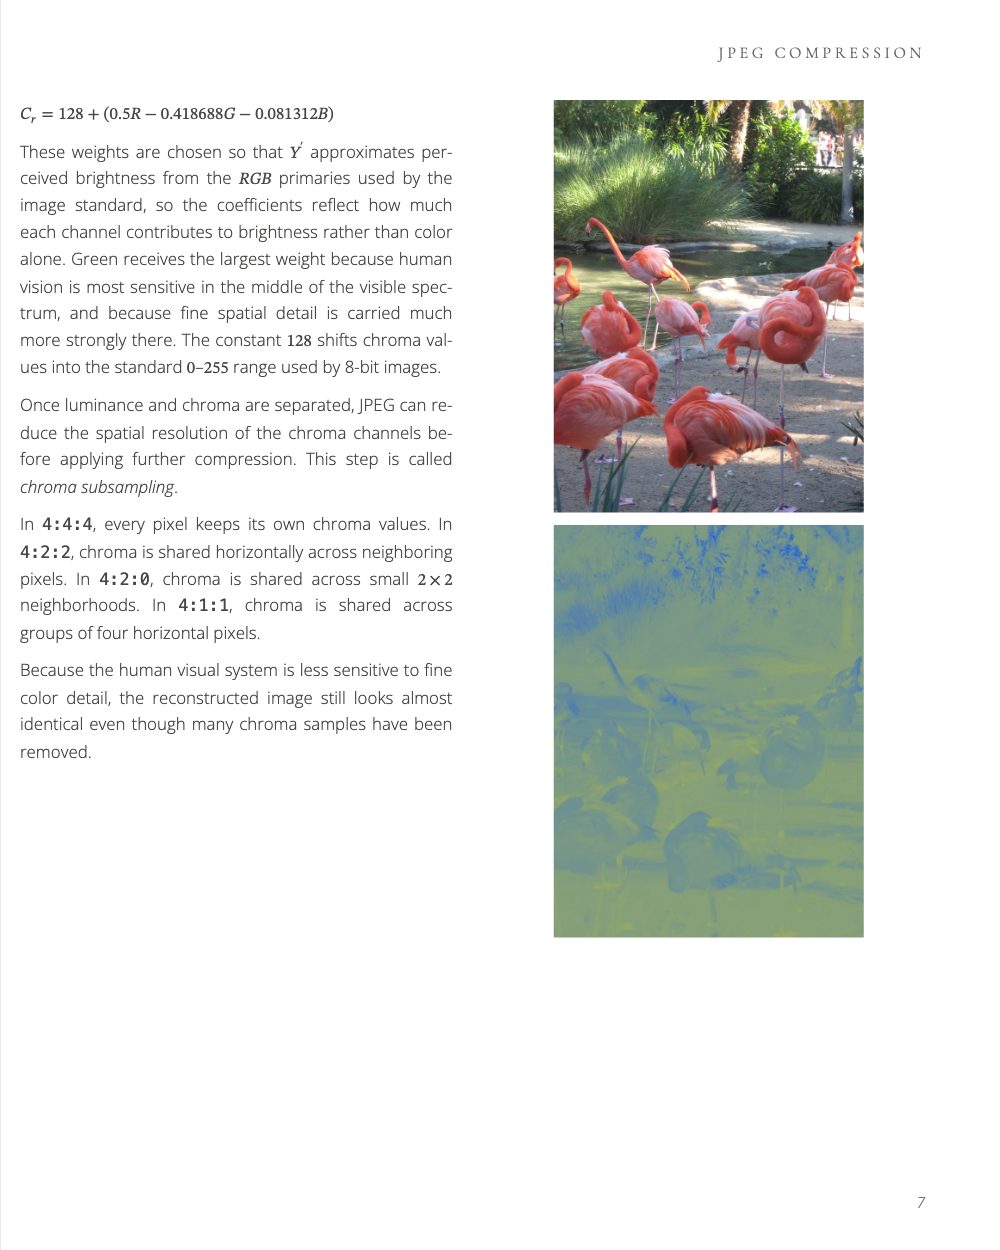 JPEG COMPRESSION
C_r = 128 + (0.5R − 0.418688G − 0.081312B)
These weights are chosen so that Y′ approximates per-
ceived brightness from the RGB primaries used by the
image standard, so the coefficients reflect how much
each channel contributes to brightness rather than color
alone. Green receives the largest weight because human
vision is most sensitive in the middle of the visible spec-
trum, and because fine spatial detail is carried much
more strongly there. The constant 128 shifts chroma val-
ues into the standard 0–255 range used by 8-bit images.
Once luminance and chroma are separated, JPEG can re-
duce the spatial resolution of the chroma channels be-
fore applying further compression. This step is called
chroma subsampling.
In 4:4:4, every pixel keeps its own chroma values. In
4:2:2, chroma is shared horizontally across neighboring
pixels. In 4:2:0, chroma is shared across small 2×2
neighborhoods. In 4:1:1, chroma is shared across
groups of four horizontal pixels.
Because the human visual system is less sensitive to fine
color detail, the reconstructed image still looks almost
identical even though many chroma samples have been
removed.
7